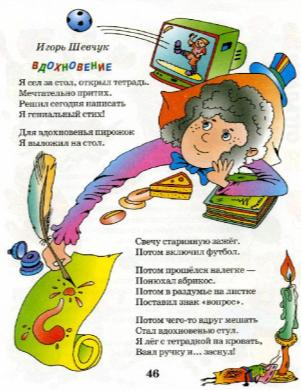 Игорь Шевчук
ВДОХНОВЕНИЕ
Я сел за стол, открыл тетрадь.
Мечтательно притих.
Решил сегодня написать
Я гениальный стих!
Для вдохновенья пирожок
Я выложил на стол.
Свечу старинную зажёг.
Потом включил футбол.
Потом прошёлся налегке —
Понюхал абрикос.
Потом в раздумье на листке
Поставил знак «вопрос».
Потом чего-то вдруг мешать
Стал вдохновенью стул.
Я лёг с тетрадкой на кровать,
Взял ручку и... заснул!
46